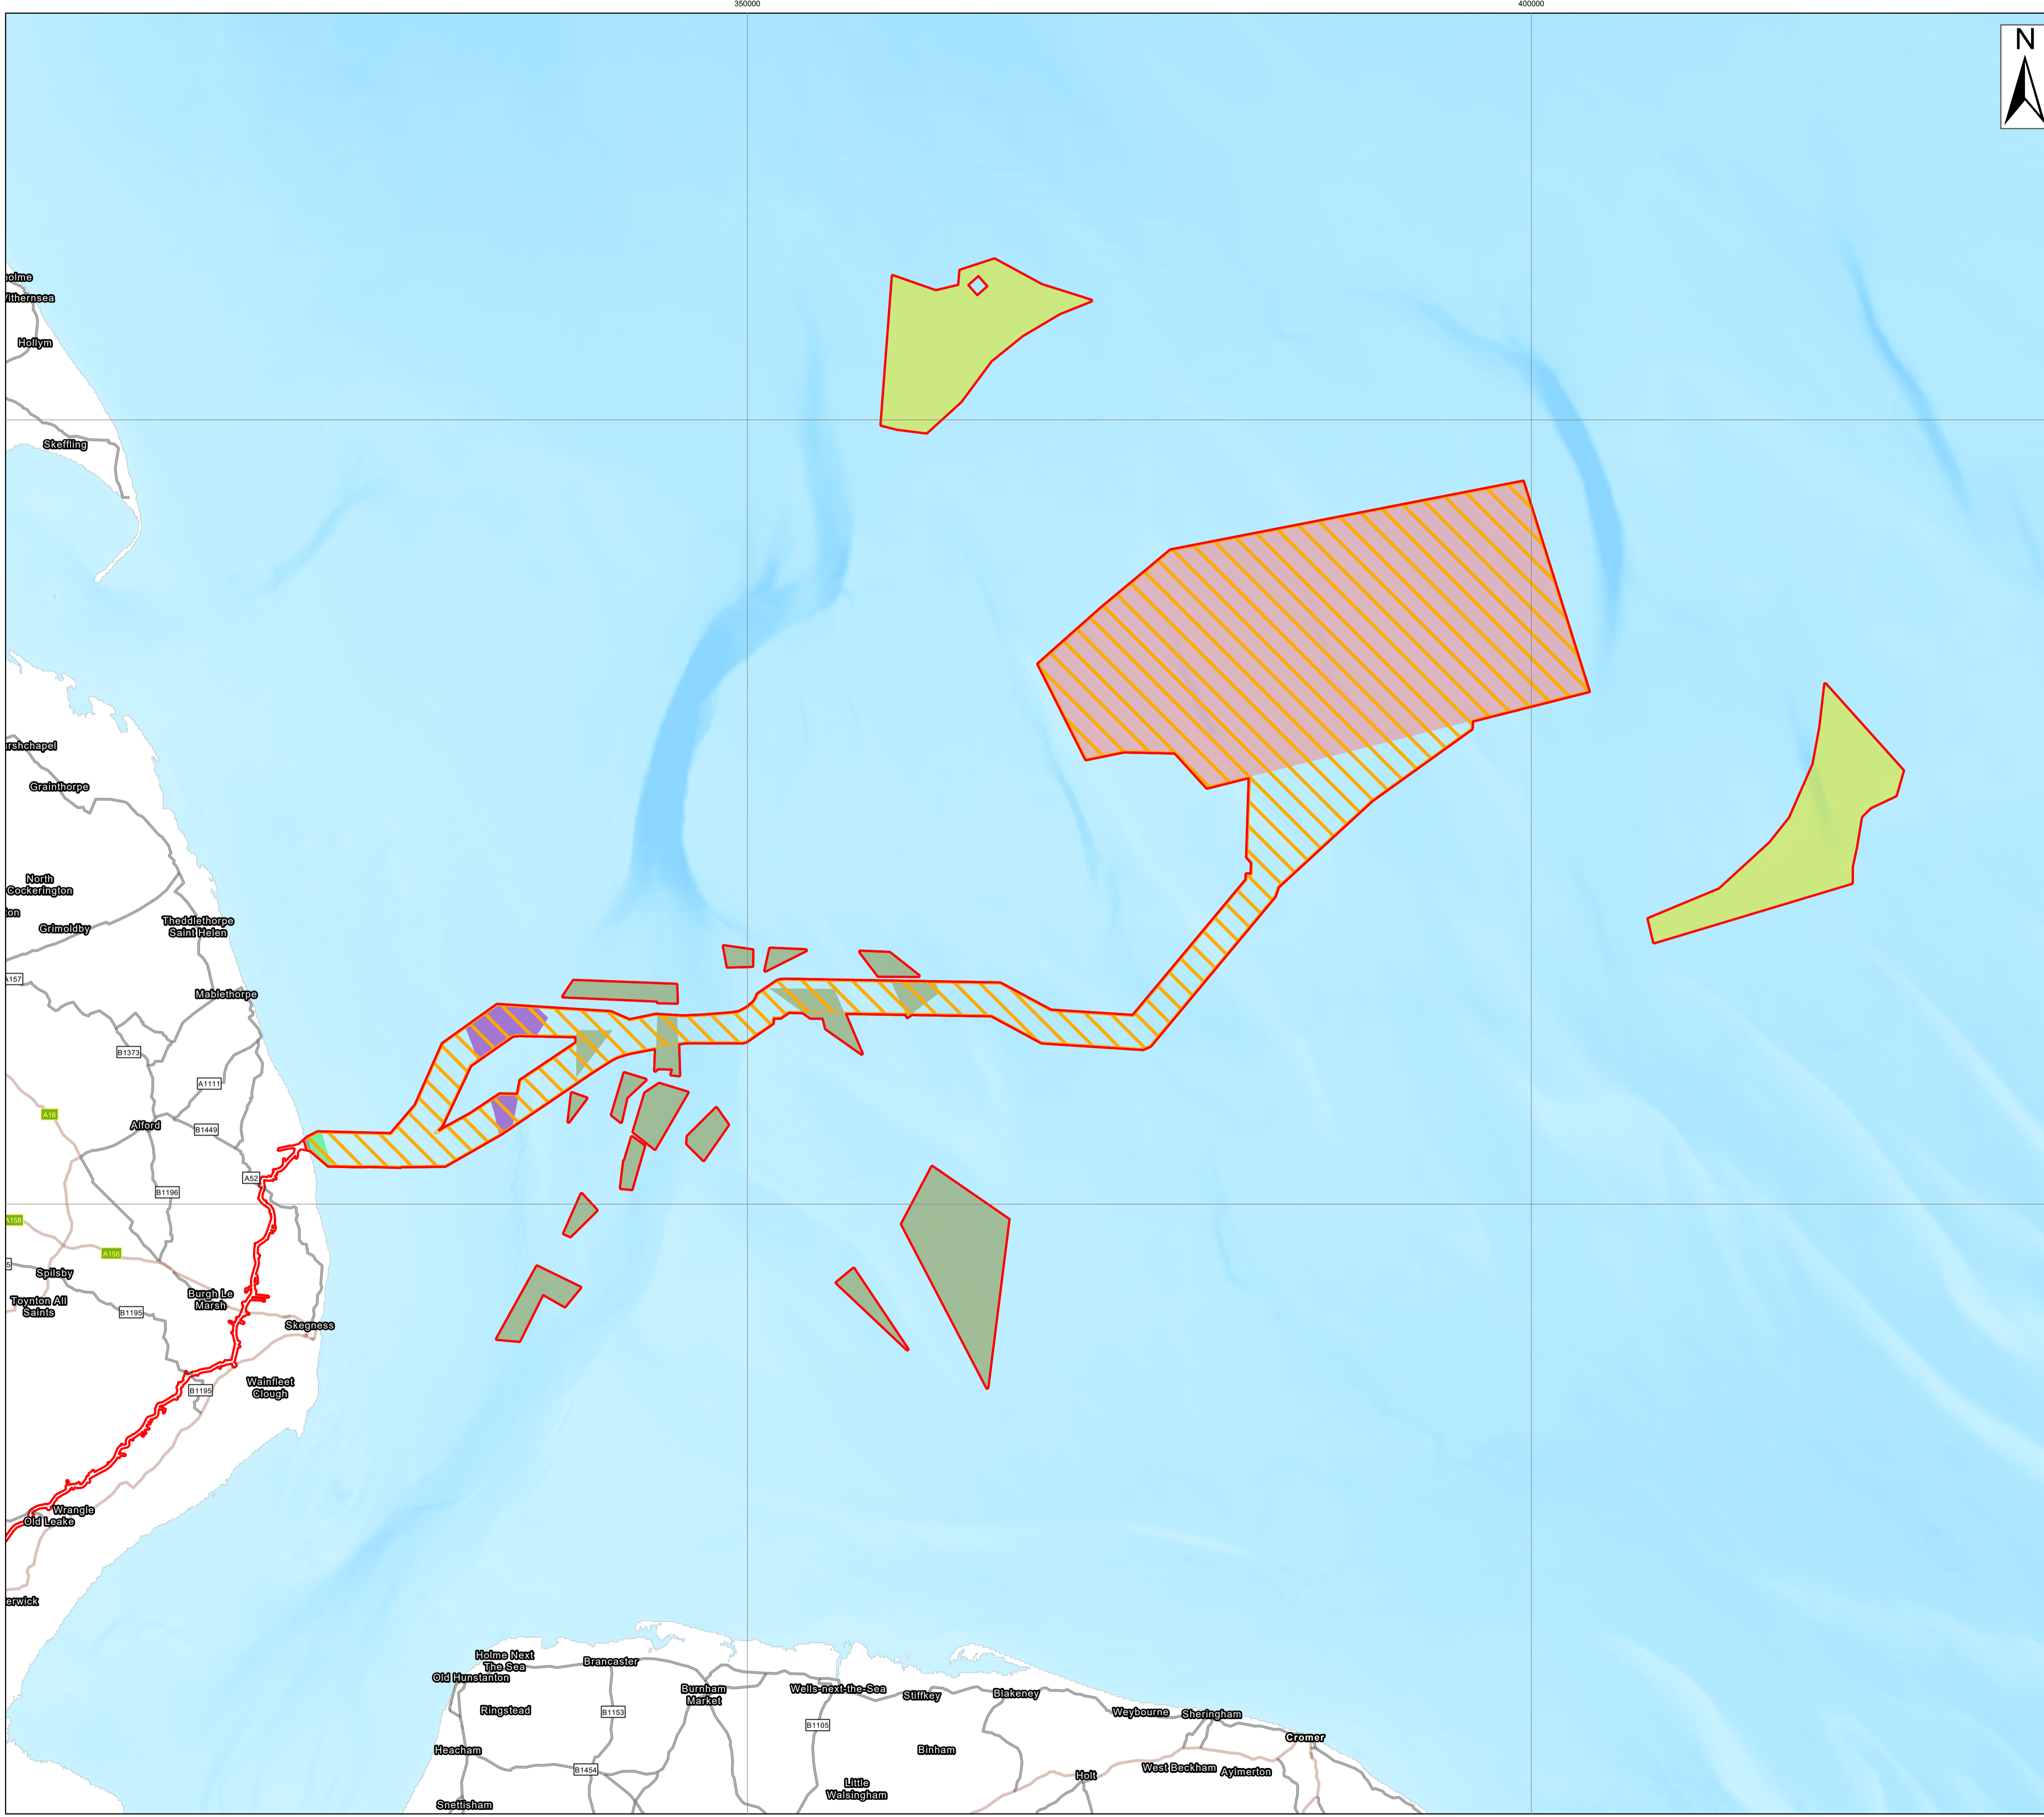 350000
400000
N
olme
Withernsea
Hollym
Skeffling
arshchapel
Grainthorpe
North
Cockerington
ton
Grimoldby
Theddlethorpe
Saint Helen
A157
Mablethorpe
B1373
A1111
A16
Alford
B1449
A52
B1196
A158
A158
5
Spilsby
Toynton All
Saints
Burgh Le
Marsh
B1195
Skegness
Wainfleet
Clough
B1195
Wrangle
Old Leake
erwick
Holme Next
The Sea
Old Hunstanton
Brancaster
Ringstead
B1153
Burnham
Market
Wells-next-the-Sea
Stiffkey
Blakeney
Weybourne
Sheringham
Cromer
B1105
Heacham
Binham
B1454
Holt
West Beckham
Aylmerton
Little
Walsingham
Snettisham